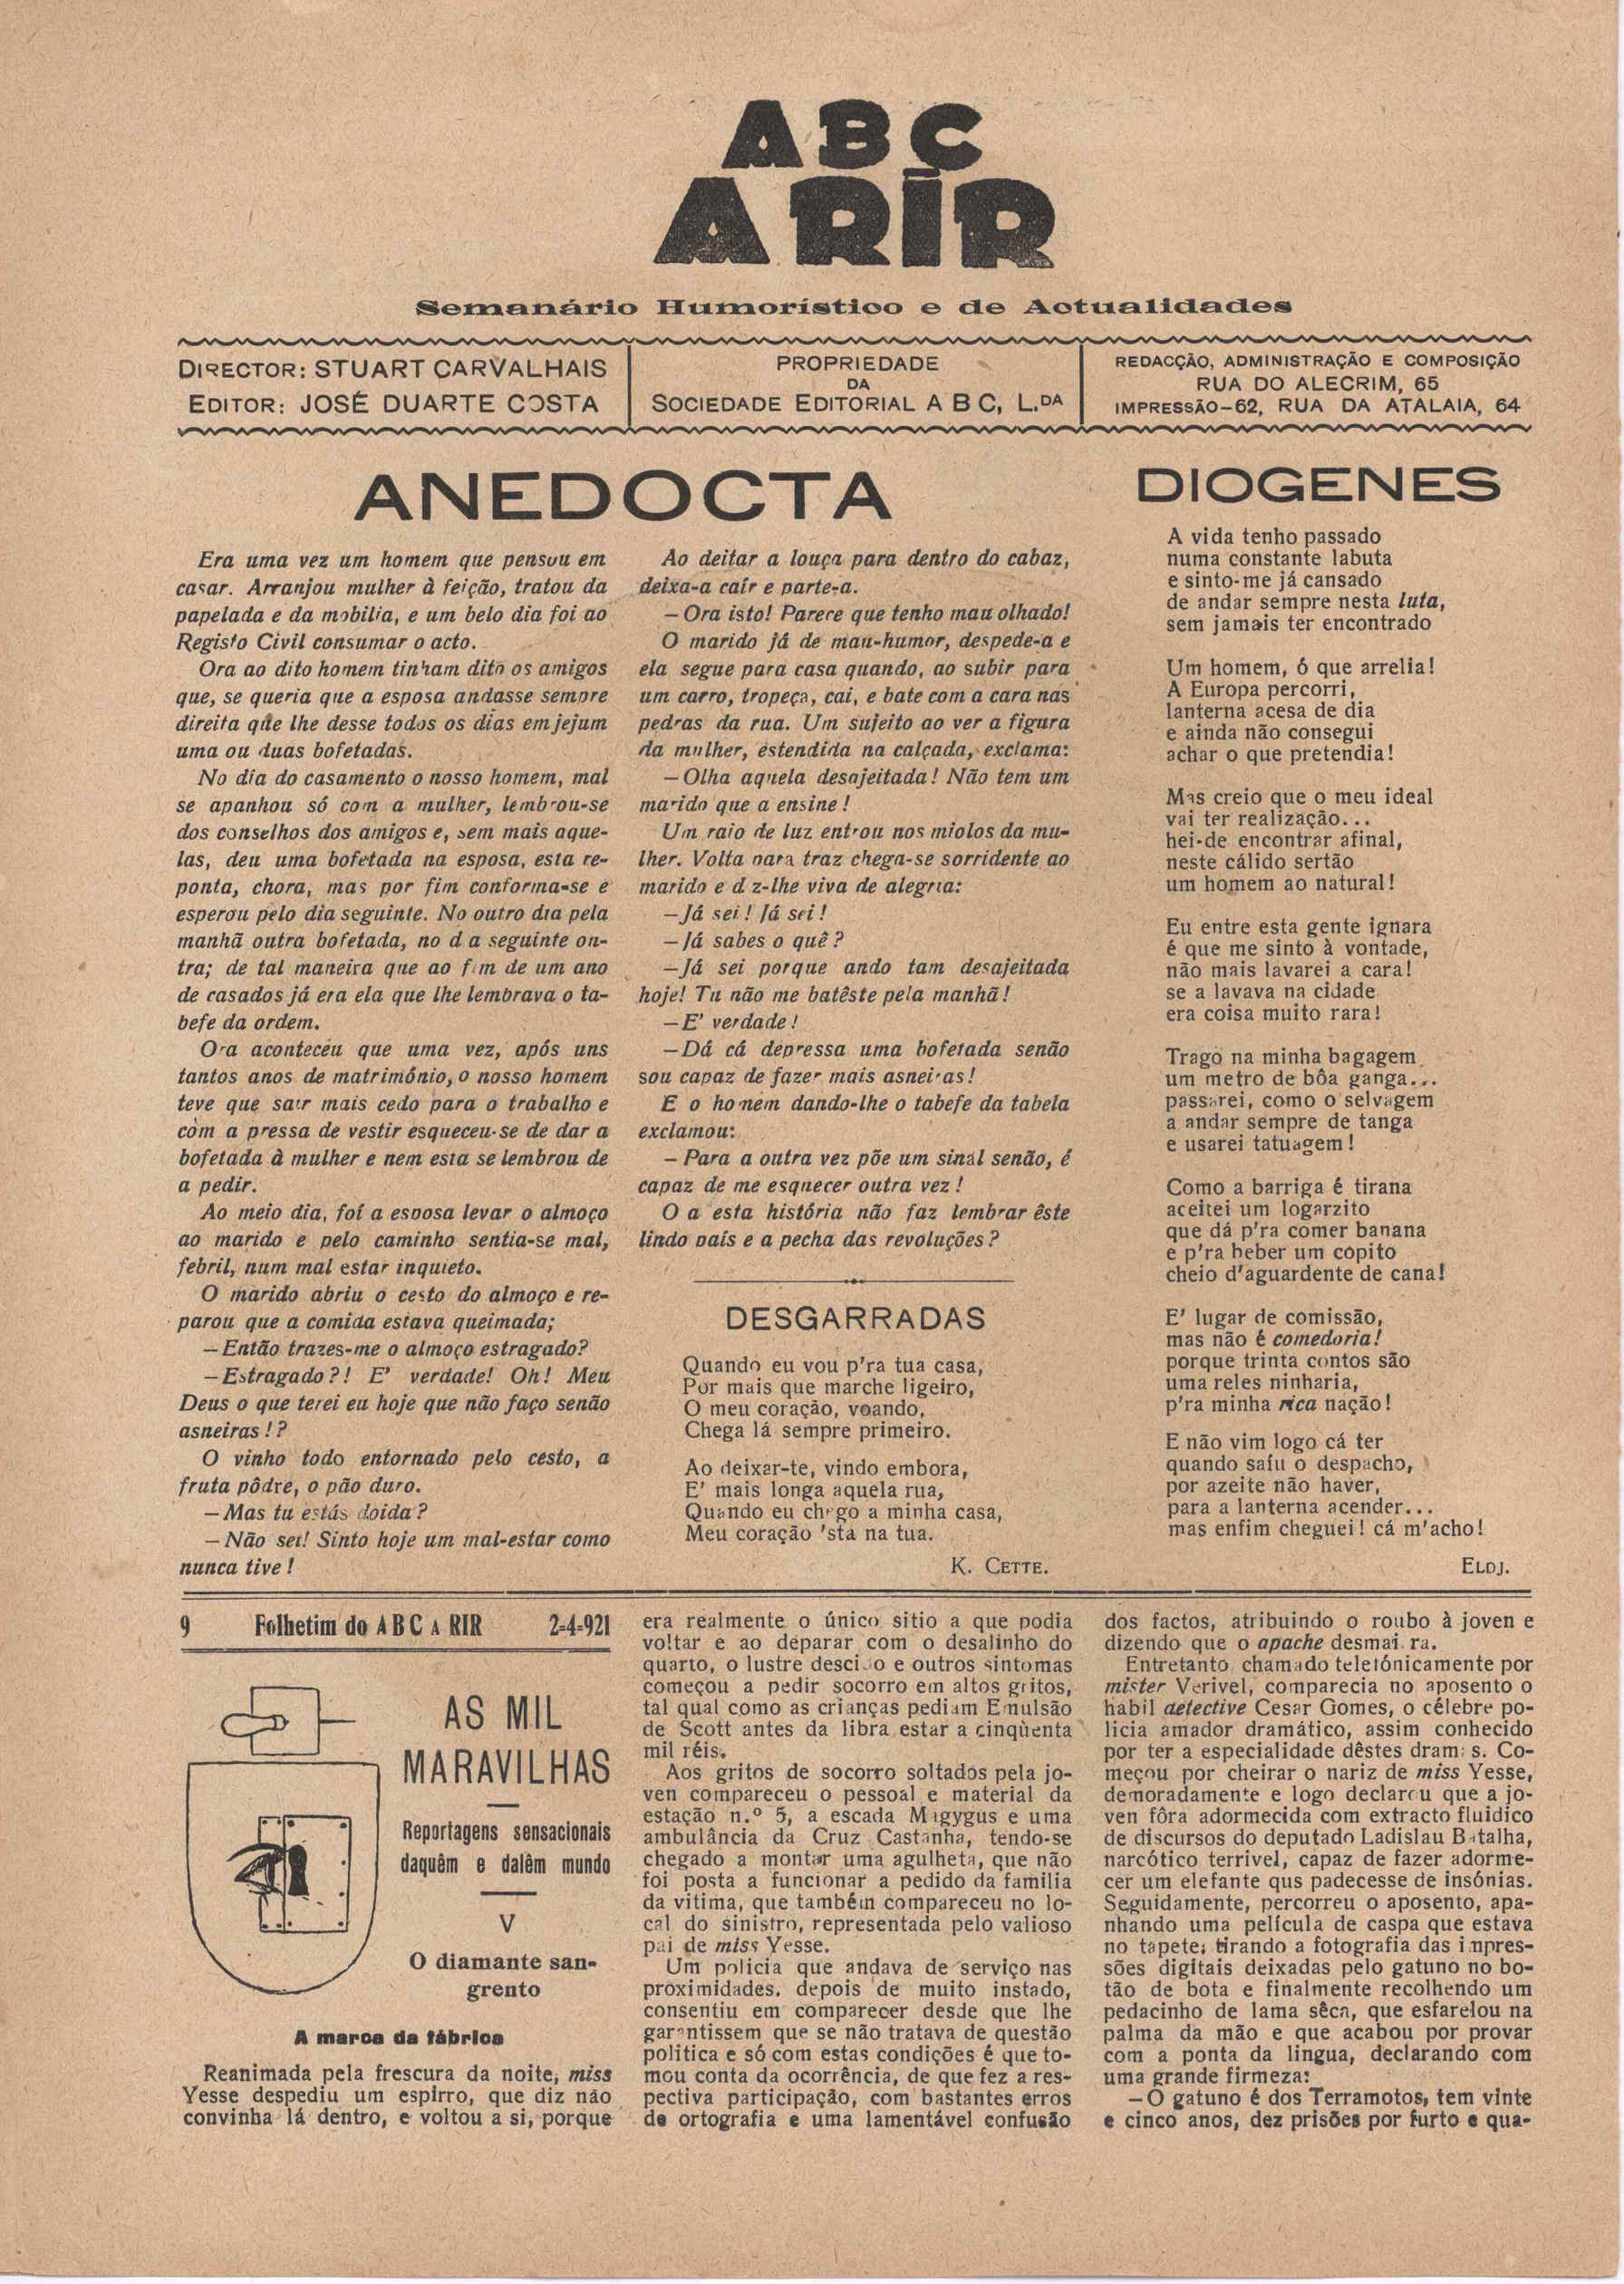 ABC
A RIR
Semanário Humorístico e de Actualidades
DIRECTOR: STUART CARVALHAIS
EDITOR: JOSÉ DUARTE COSTA
PROPRIEDADE
DA
SOCIEDADE EDITORIAL A B C, L.DA
REDACÇÃO, ADMINISTRAÇÃO E COMPOSIÇÃO
RUA DO ALECRIM, 65
IMPRESSÃO-62, RUA DA ATALAIA, 64
ANEDOCTA
Era uma vez um homem que pensou em
casar. Arranjou mulher à feição, tratou da
papelada e da mobilia, e um belo dia foi ao
Registo Civil consumar o acto.
Ora ao dito homem tinham dito os amigos
que, se queria que a esposa andasse sempre
direita que lhe desse todos os dias em jejum
uma ou duas bofetadas.
No dia do casamento o nosso homem, mal
se apanhou só com a mulher, lembrou-se
dos conselhos dos amigos e, sem mais aque-
las, deu uma bofetada na esposa, esta re-
ponta, chora, mas por fim conforma-se e
esperou pelo dia seguinte. No outro dia pela
manhã outra bofetada, no d a seguinte ou-
tra; de tal maneira que ao fim de um ano
de casados já era ela que lhe lembrava o ta-
befe da ordem.
Ora aconteceu que uma vez, após uns
tantos anos de matrimónio, o nosso homem
teve que sair mais cedo para o trabalho e
com a pressa de vestir esqueceu-se de dar a
bofetada à mulher e nem esta se lembrou de
a pedir.
Ao meio dia, foi a esposa levar o almoço
ao marido e pelo caminho sentia-se mal,
febril, num mal estar inquieto.
O marido abriu o cesto do almoço e re-
parou que a comida estava queimada;
—Então trazes-me o almoço estragado?
—Estragado?! E' verdade! Oh! Meu
Deus o que terei eu hoje que não faço senão
asneiras!?
O vinho todo entornado pelo cesto, a
fruta pôdre, o pão duro.
—Mas tu estás doida?
—Não sei! Sinto hoje um mal-estar como
nunca tive!
Ao deitar a louça para dentro do cabaz,
deixa-a caír e parte-a.
—Ora isto! Parece que tenho mau olhado!
O marido já de mau-humor, despede-a e
ela segue para casa quando, ao subir para
um carro, tropeça, cai, e bate com a cara nas
pedras da rua. Um sujeito ao ver a figura
da mulher, estendida na calçada, exclama:
—Olha aquela desajeitada! Não tem um
marido que a ensine!
Um raio de luz entrou nos miolos da mu-
lher. Volta para traz chega-se sorridente ao
marido e d z-lhe viva de alegria:
—Já sei! Já sei!
—Já sabes o quê?
—Já sei porque ando tam desajeitada
hoje! Tu não me batêste pela manhã!
—E' verdade!
—Dá cá depressa uma bofetada senão
sou capaz de fazer mais asneiras!
E o homem dando-lhe o tabefe da tabela
exclamou:
—Para a outra vez põe um sinal senão, é
capaz de me esquecer outra vez!
O a esta história não faz lembrar êste
lindo país e a pecha das revoluções?
DESGARRADAS
Quando eu vou p'ra tua casa,
Por mais que marche ligeiro,
O meu coração, voando,
Chega lá sempre primeiro.
Ao deixar-te, vindo embora,
E' mais longa aquela rua,
Quando eu chego a minha casa,
Meu coração 'sta na tua.
K. CETTE.
DIOGENES
A vida tenho passado
numa constante labuta
e sinto-me já cansado
de andar sempre nesta luta,
sem jamais ter encontrado
Um homem, ó que arrelia!
A Europa percorri,
lanterna acesa de dia
e ainda não consegui
achar o que pretendia!
Mas creio que o meu ideal
vai ter realização...
hei-de encontrar afinal,
neste cálido sertão
um homem ao natural!
Eu entre esta gente ignara
é que me sinto à vontade,
não mais lavarei a cara!
se a lavava na cidade
era coisa muito rara!
Trago na minha bagagem
um metro de bôa ganga...
passarei, como o selvagem
a andar sempre de tanga
e usarei tatuagem!
Como a barriga é tirana
aceitei um logarzito
que dá p'ra comer banana
e p'ra beber um copito
cheio d'aguardente de cana!
E' lugar de comissão,
mas não é comedoria!
porque trinta contos são
uma reles ninharia,
p'ra minha rica nação!
E não vim logo cá ter
quando safu o despacho,
por azeite não haver,
para a lanterna acender...
mas enfim cheguei! cá m'acho!
ELDJ.
9 Folhetim do A B C A RIR 2-4-921
AS MIL
MARAVILHAS
Reportagens sensacionais
daquêm e dalêm mundo
V
O diamante san-
grento
A marca da fábrica
Reanimada pela frescura da noite, miss
Yesse despediu um espirro, que diz não
convinha lá dentro, e voltou a si, porque
era realmente o único sitio a que podia
voltar e ao deparar com o desalinho do
quarto, o lustre descido e outros sintomas
começou a pedir socorro em altos gritos,
tal qual como as crianças pediam Emulsão
de Scott antes da libra estar a cinqüenta
mil réis.
Aos gritos de socorro soltados pela jo-
ven compareceu o pessoal e material da
estação n.º 5, a escada Magygus e uma
ambulância da Cruz Castanha, tendo-se
chegado a montar uma agulheta, que não
foi posta a funcionar a pedido da familia
da vitima, que também compareceu no lo-
cal do sinistro, representada pelo valioso
pai de miss Yesse.
Um policia que andava de serviço nas
próximidades, depois de muito instado,
consentiu em comparecer desde que lhe
garantissem que se não tratava de questão
politica e só com estas condições é que to-
mou conta da ocorrência, de que fez a res-
pectiva participação, com bastantes erros
de ortografia e uma lamentável confusão
dos factos, atribuindo o roubo à joven e
dizendo que o apache desmai.ra.
Entretanto, chamado telefónicamente por
mister Verivel, comparecia no aposento o
habil detective Cesar Gomes, o célebre po-
licia amador dramático, assim conhecido
por ter a especialidade dêstes dramas. Co-
meçou por cheirar o nariz de miss Yesse,
demoradamente e logo declarou que a jo-
ven fôra adormecida com extracto fluidico
de discursos do deputado Ladislau Batalha,
narcótico terrivel, capaz de fazer adorme-
cer um elefante qus padecesse de insónias.
Seguidamente, percorreu o aposento, apa-
nhando uma película de caspa que estava
no tapete; tirando a fotografia das impres-
sões digitais deixadas pelo gatuno no bo-
tão de bota e finalmente recolhendo um
pedacinho de lama sêca, que esfarelou na
palma da mão e que acabou por provar
com a ponta da lingua, declarando com
uma grande firmeza:
—O gatuno é dos Terramotos, tem vinte
e cinco anos, dez prisões por furto e qua-